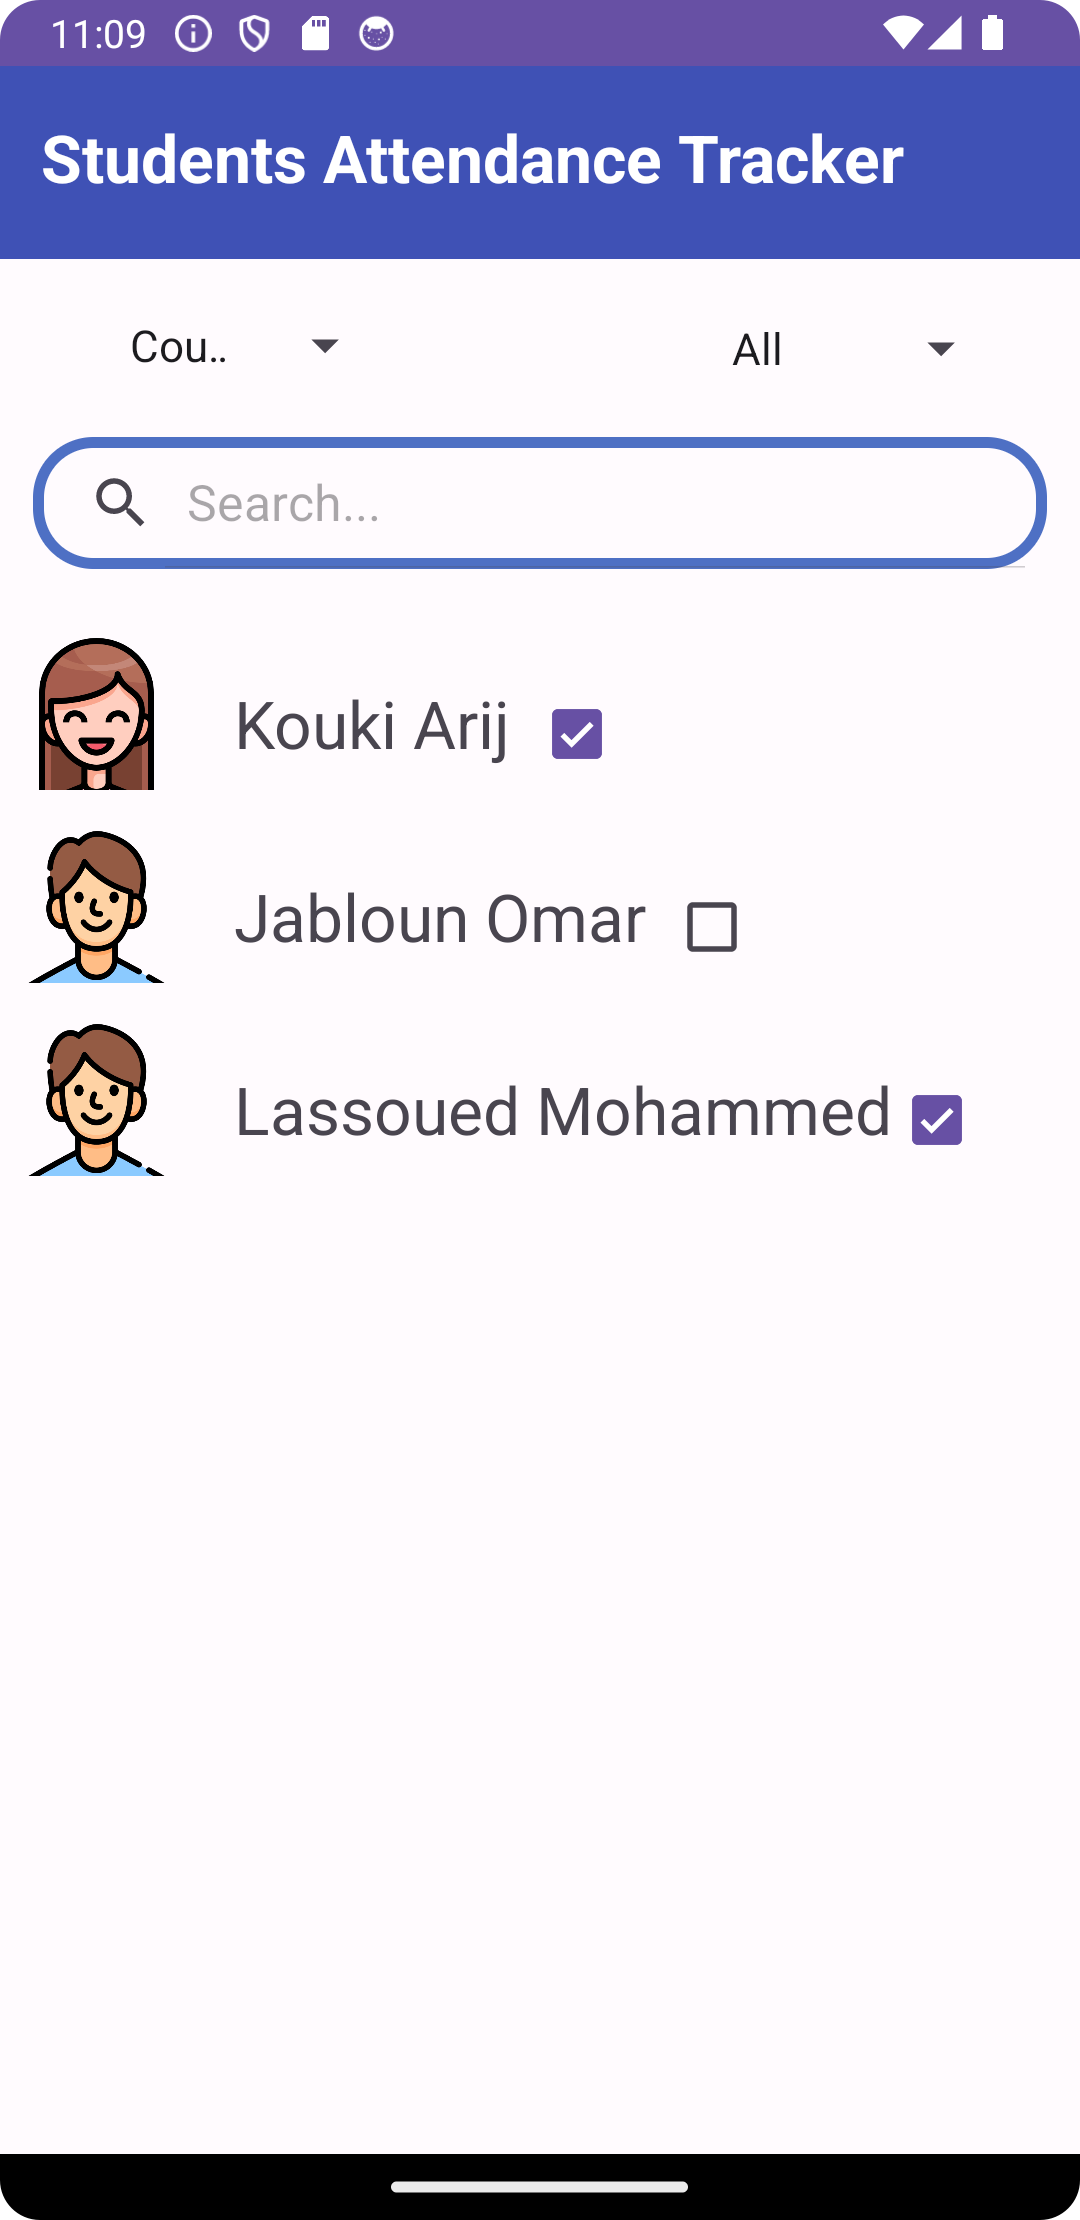 11:09
Students Attendance Tracker
Cou..
All
Search...
Kouki Arij
Jabloun Omar
Lassoued Mohammed